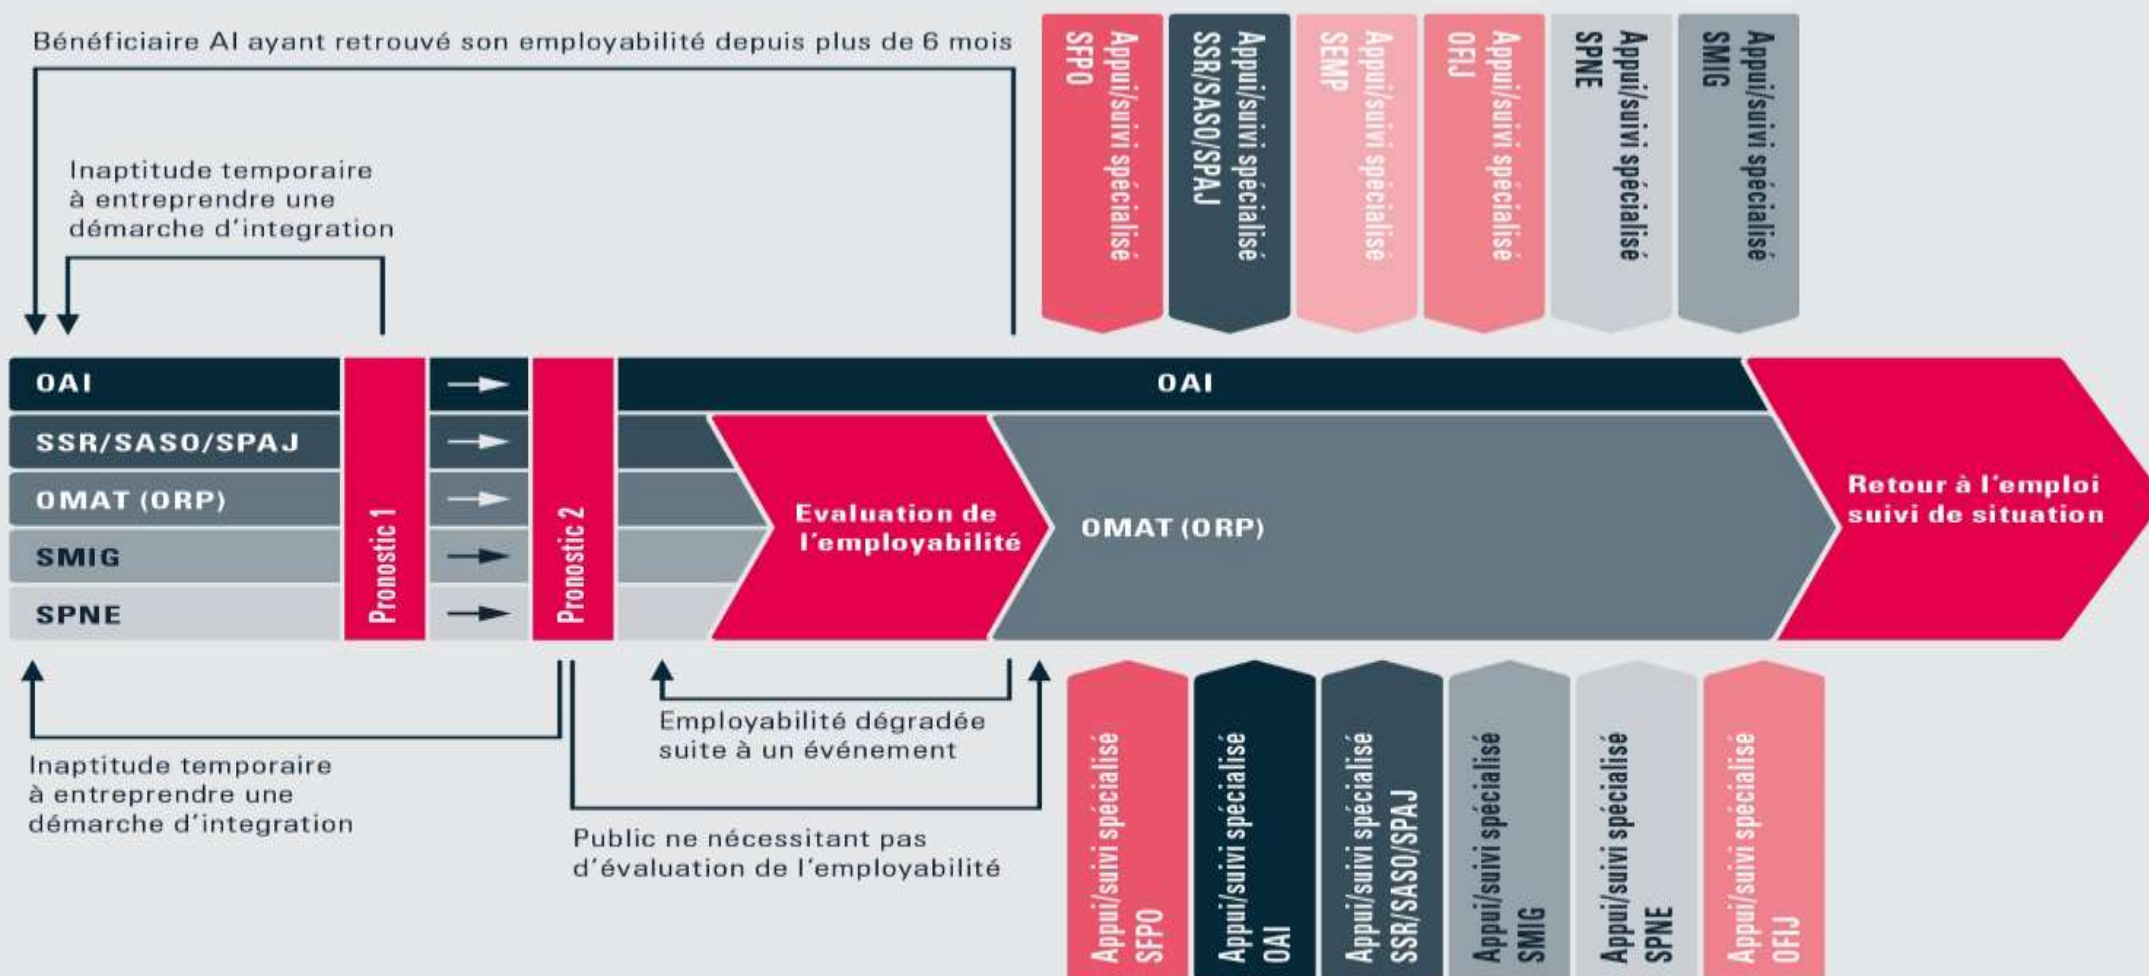 Bénéficiaire AI ayant retrouvé son employabilité depuis plus de 6 mois
Inaptitude temporaire
à entreprendre une
démarche d'integration
Appui/suivi spécialisé
SFPO
Appui/suivi spécialisé
SSR/SASO/SPAJ
Appui/suivi spécialisé
SEMP
Appui/suivi spécialisé
OFIJ
Appui/suivi spécialisé
SPNE
Appui/suivi spécialisé
SMIG
OAI
SSR/SASO/SPAJ
OMAT (ORP)
SMIG
SPNE
Pronostic 1
Pronostic 2
OAI
Evaluation de
l'employabilité
OMAT (ORP)
Retour à l'emploi
suivi de situation
Inaptitude temporaire
à entreprendre une
démarche d'integration
Employabilité dégradée
suite à un événement
Public ne nécessitant pas
d'évaluation de l'employabilité
Appui/suivi spécialisé
SFPO
Appui/suivi spécialisé
OAI
Appui/suivi spécialisé
SSR/SASO/SPAJ
Appui/suivi spécialisé
SMIG
Appui/suivi spécialisé
SPNE
Appui/suivi spécialisé
OFIJ